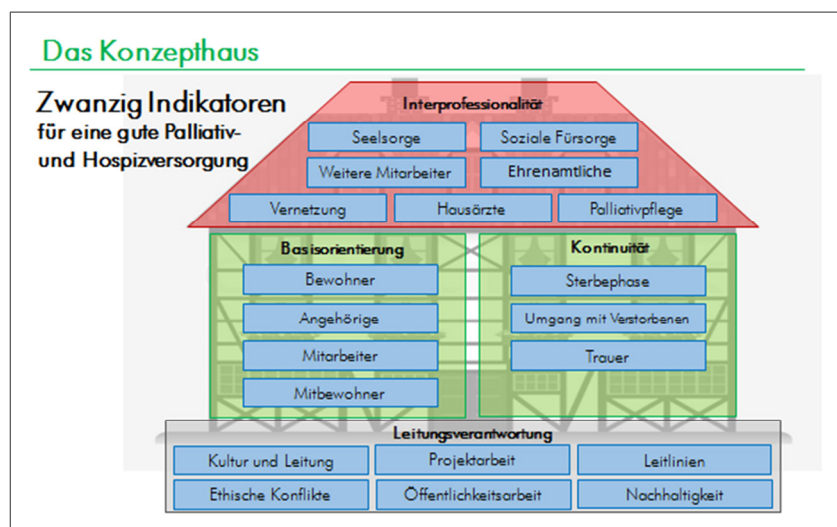 Das Konzepthaus
Zwanzig Indikatoren
für eine gute Palliativ-
und Hospizversorgung
Interprofessionalität
Seelsorge
Soziale Fürsorge
Weitere Mitarbeiter
Ehrenamtliche
Vernetzung
Hausärzte
Palliativpflege
Basisorientierung
Bewohner
Angehörige
Mitarbeiter
Mitbewohner
Kontinuität
Sterbephase
Umgang mit Verstorbenen
Trauer
Leitungsverantwortung
Kultur und Leitung
Projektarbeit
Leitlinien
Ethische Konflikte
Öffentlichkeitsarbeit
Nachhaltigkeit